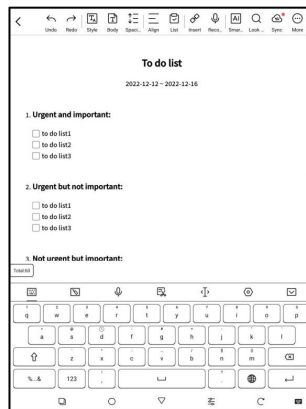 Undo Redo Style Body Spaci... Align List Insert Reco... Smar... Look ... Sync More
To do list
2022-12-12 ~ 2022-12-16
1. Urgent and important:
to do list1
to do list2
to do list3
2. Urgent but not important:
to do list1
to do list2
to do list3
3. Not urgent but important:
q w e r t y u i o p
a s d f g h j k l
z x c v b n m
%...& 123